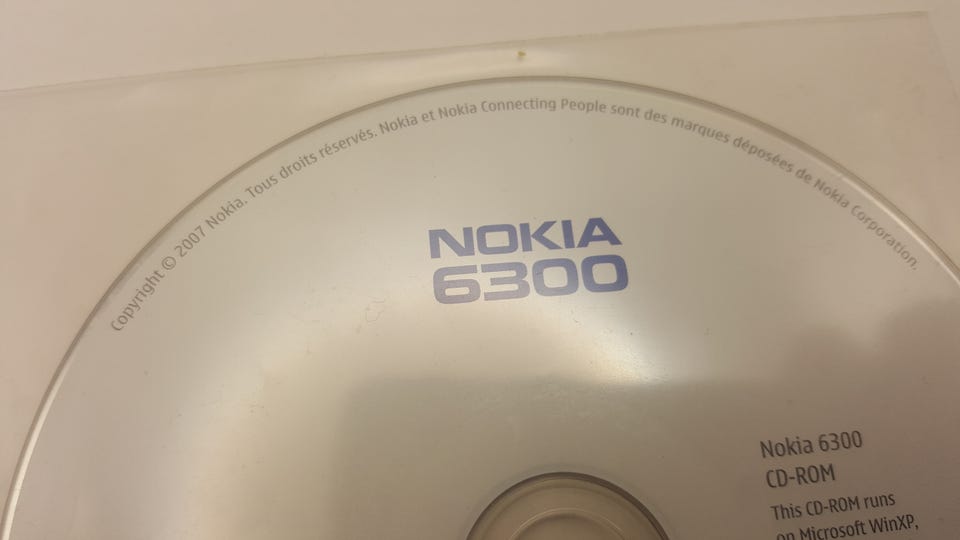 Copyright © 2007 Nokia. Tous droits réservés. Nokia et Nokia Connecting People sont des marques déposées de Nokia Corporation.
NOKIA
6300
Nokia 6300
CD-ROM
This CD-ROM runs
on Microsoft WinXP,